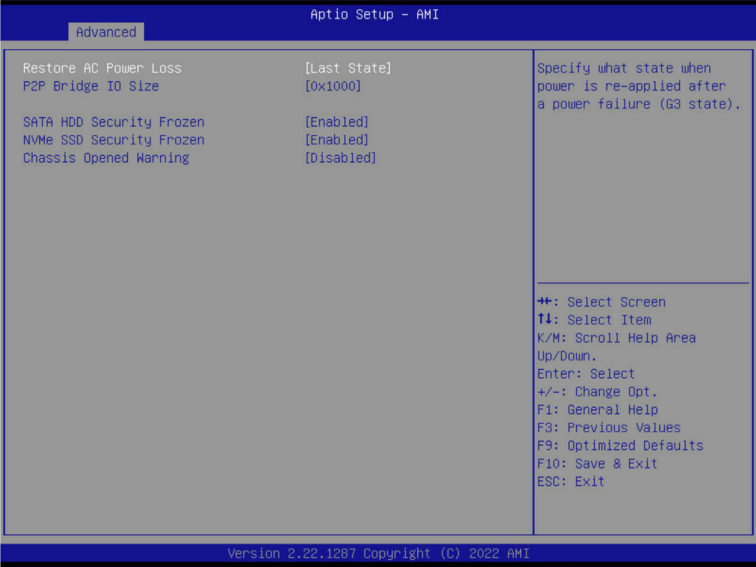 Aptio Setup – AMI
Advanced
Restore AC Power Loss [Last State]
P2P Bridge IO Size [0x1000]
SATA HDD Security Frozen [Enabled]
NVMe SSD Security Frozen [Enabled]
Chassis Opened Warning [Disabled]
Specify what state when
power is re-applied after
a power failure (G3 state).
→←: Select Screen
↑↓: Select Item
K/M: Scroll Help Area
Up/Down.
Enter: Select
+/-: Change Opt.
F1: General Help
F3: Previous Values
F9: Optimized Defaults
F10: Save & Exit
ESC: Exit
Version 2.22.1287 Copyright (C) 2022 AMI